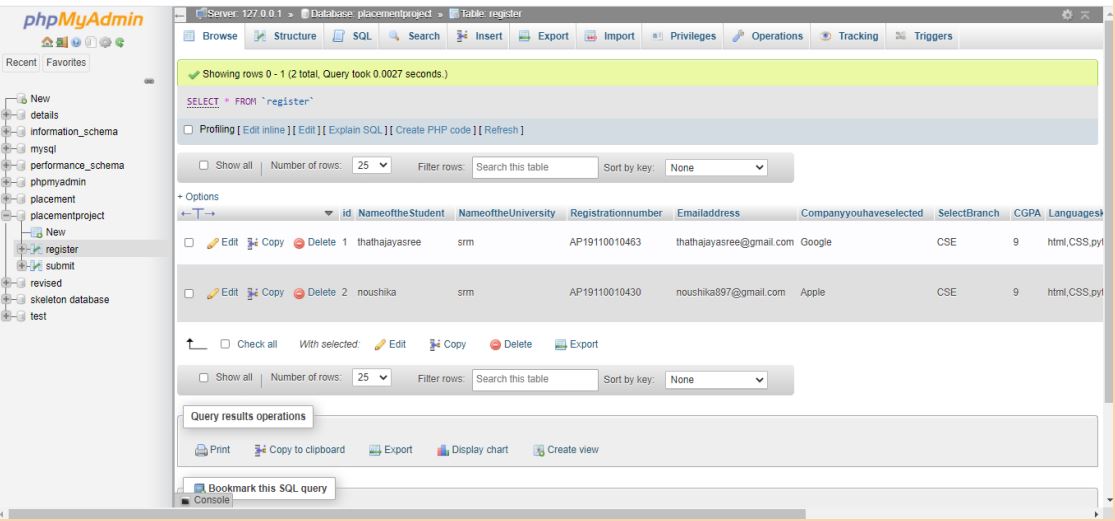 phpMyAdmin
Recent Favorites
New
details
information_schema
mysql
performance_schema
phpmyadmin
placement
placementproject
New
register
submit
revised
skeleton database
test
Server: 127.0.0.1 » Database: placementproject » Table: register
Browse Structure SQL Search Insert Export Import Privileges Operations Tracking Triggers
Showing rows 0 - 1 (2 total, Query took 0.0027 seconds.)
SELECT * FROM `register`
Profiling [ Edit inline ] [ Edit ] [ Explain SQL ] [ Create PHP code ] [ Refresh ]
Show all | Number of rows: 25 Filter rows: Search this table Sort by key: None
+ Options
←T→ id NameoftheStudent NameoftheUniversity Registrationnumber Emailaddress Companyyouhaveselected SelectBranch CGPA Languagesk
Edit Copy Delete 1 thathajayasree srm AP19110010463 thathajayasree@gmail.com Google CSE 9 html,CSS,pyt
Edit Copy Delete 2 noushika srm AP19110010430 noushika897@gmail.com Apple CSE 9 html,CSS,pyt
Check all With selected: Edit Copy Delete Export
Show all | Number of rows: 25 Filter rows: Search this table Sort by key: None
Query results operations
Print Copy to clipboard Export Display chart Create view
Bookmark this SQL query
Console